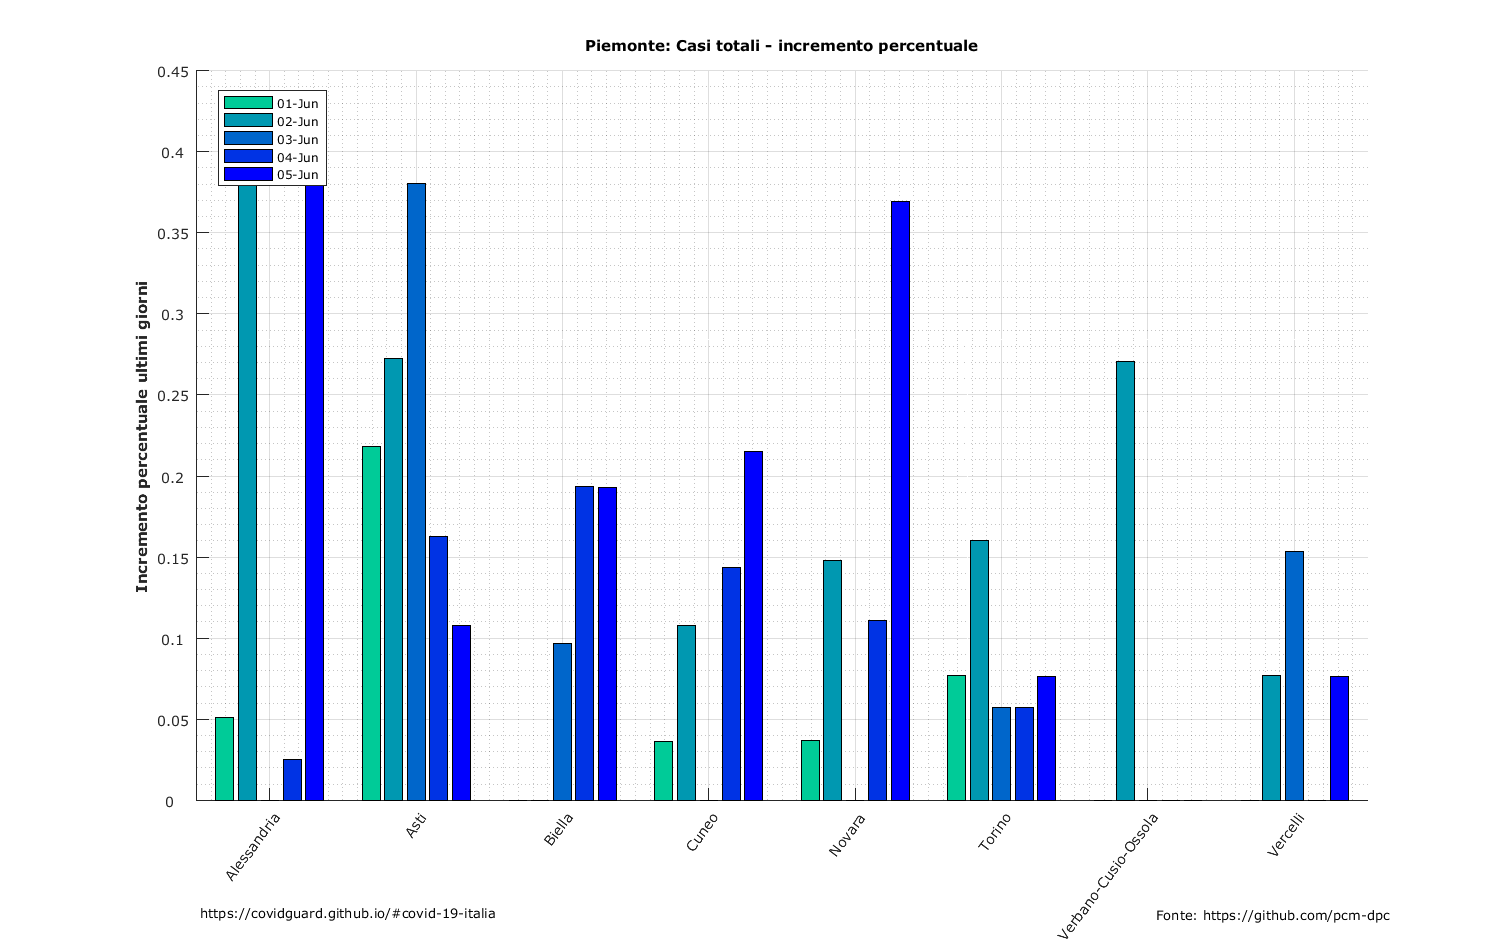 Piemonte: Casi totali - incremento percentuale
0.45
0.4
0.35
0.3
0.25
0.2
0.15
0.1
0.05
0
Incremento percentuale ultimi giorni
01-Jun
02-Jun
03-Jun
04-Jun
05-Jun
Alessandria
Asti
Biella
Cuneo
Novara
Torino
Verbano-Cusio-Ossola
Vercelli
https://covidguard.github.io/#covid-19-italia
Fonte: https://github.com/pcm-dpc